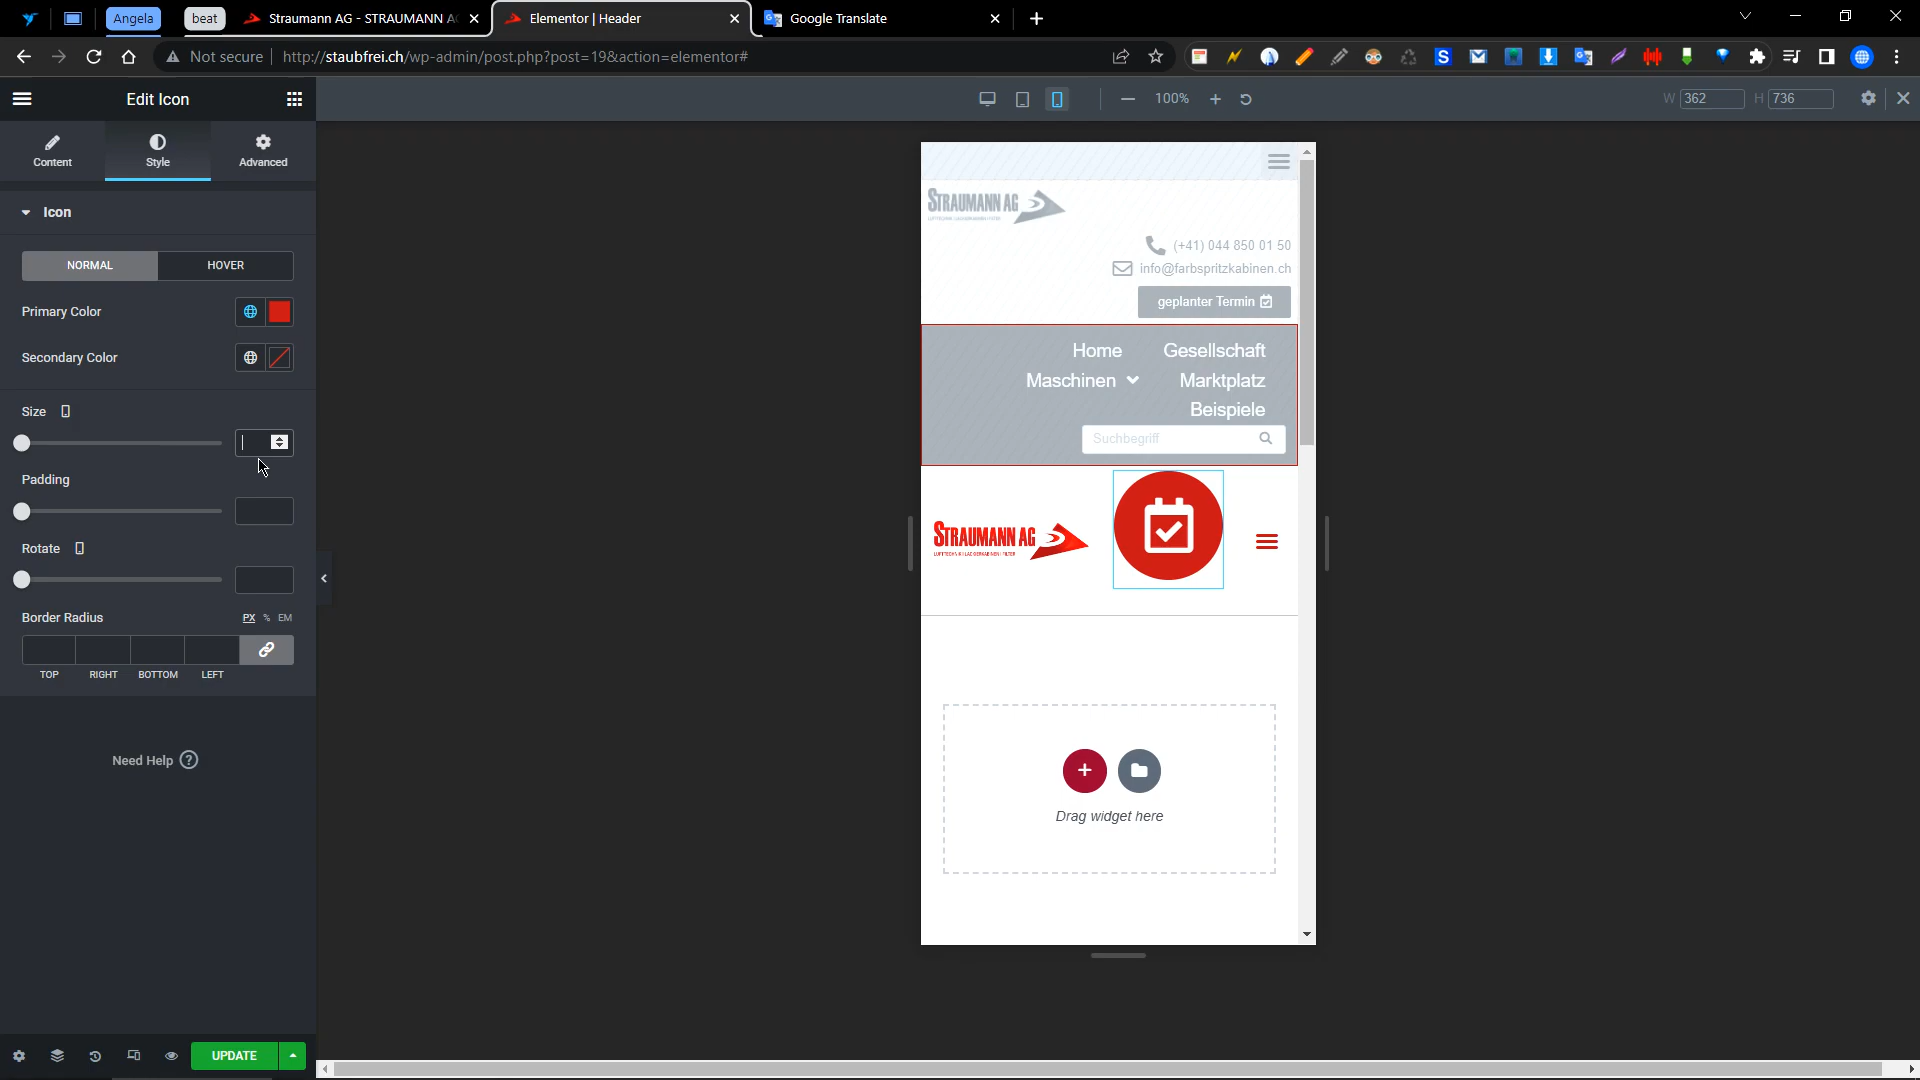 Angela
beat
Straumann AG - STRAUMANN A
Elementor | Header
Google Translate
Not secure
http://staubfrei.ch/wp-admin/post.php?post=19&action=elementor#
Edit Icon
100%
W 362
H 736
Content
Style
Advanced
Icon
NORMAL
HOVER
Primary Color
Secondary Color
Size
Padding
Rotate
Border Radius
PX % EM
TOP RIGHT BOTTOM LEFT
Need Help ?
UPDATE
STRAUMANN AG
(+41) 044 850 01 50
info@farbspritzkabinen.ch
geplanter Termin
Home Gesellschaft
Maschinen Marktplatz
Beispiele
Suchbegriff
STRAUMANN AG
Drag widget here